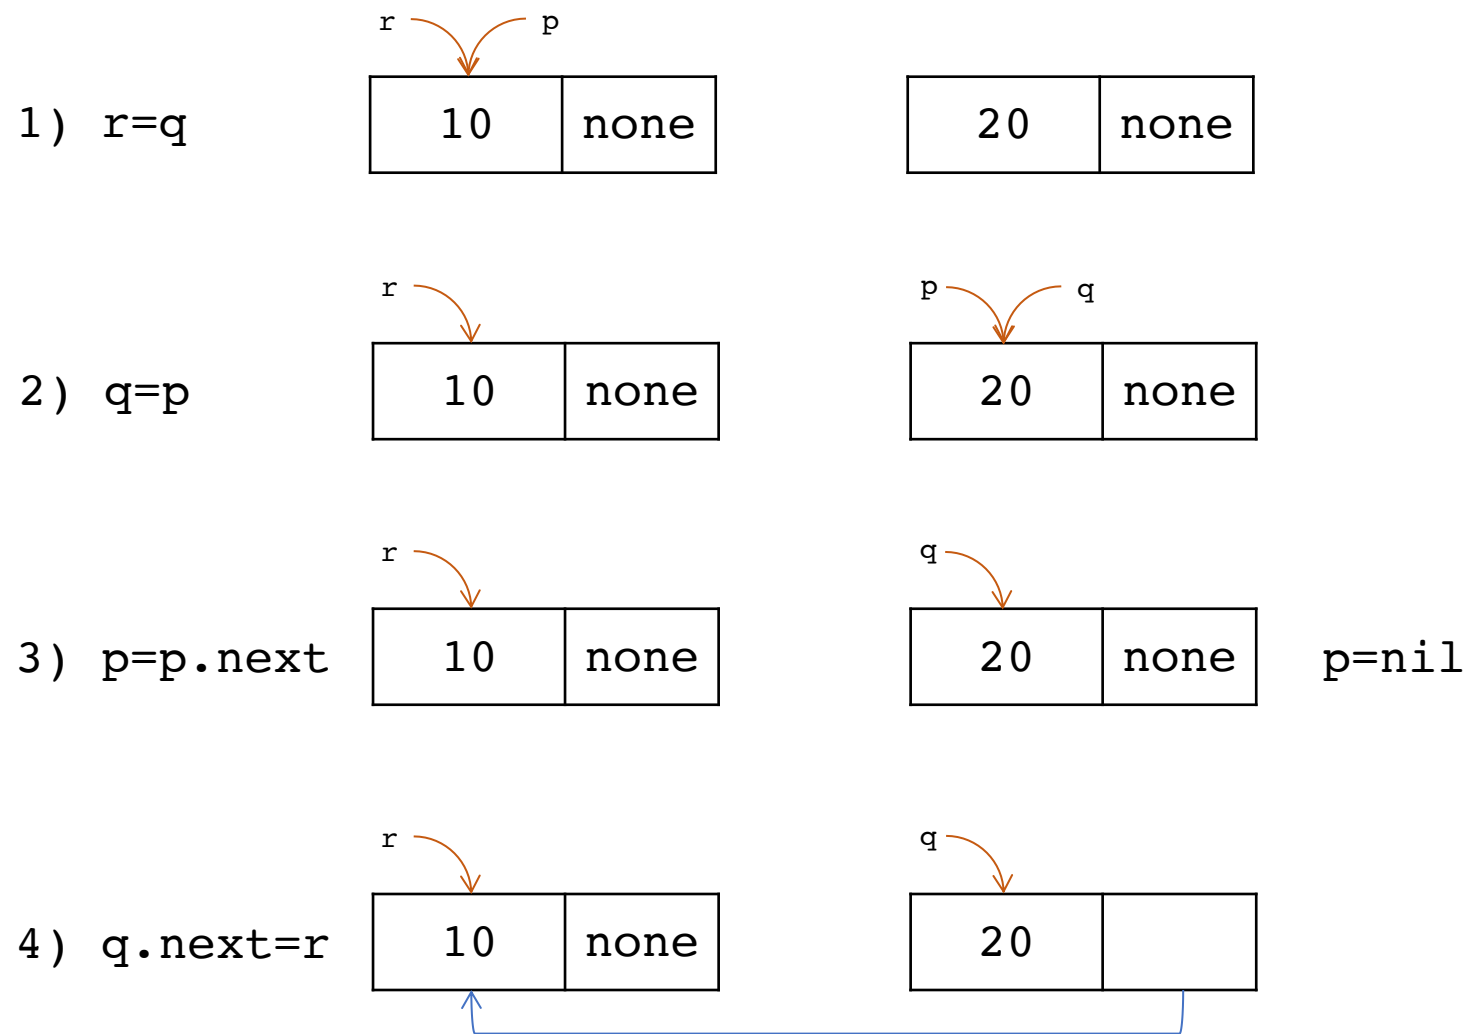 r p
1) r=q 10 none 20 none
r p q
2) q=p 10 none 20 none
r q
3) p=p.next 10 none 20 none p=nil
r q
4) q.next=r 10 none 20